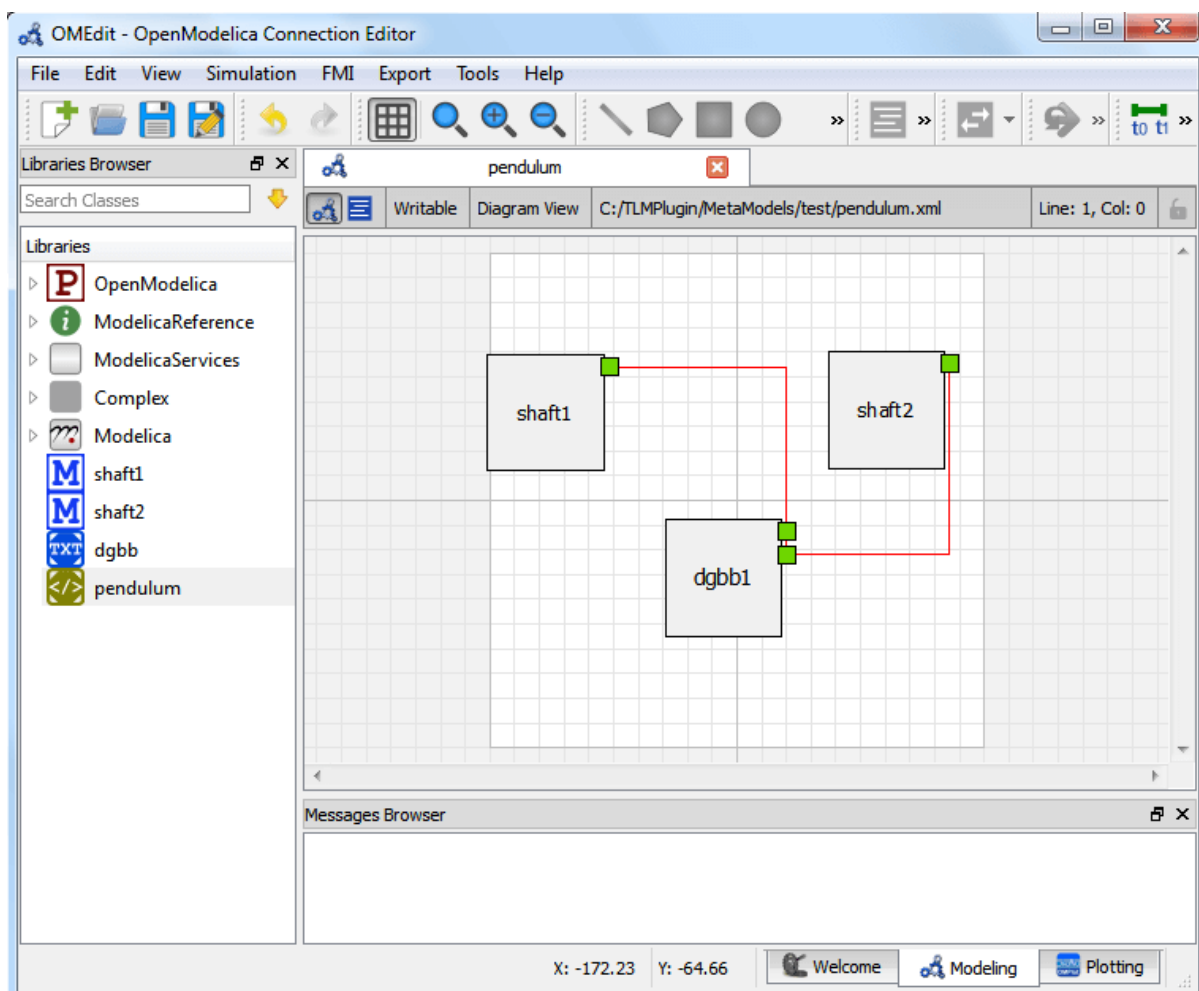 OMEdit - OpenModelica Connection Editor
X
File Edit View Simulation FMI Export Tools Help
» » » t0 t1 »
Libraries Browser
pendulum
Search Classes
Writable Diagram View C:/TLMPlugin/MetaModels/test/pendulum.xml Line: 1, Col: 0
Libraries
P OpenModelica
i ModelicaReference
ModelicaServices
Complex
Modelica
M shaft1
M shaft2
TXT dgbb
</> pendulum
shaft1
shaft2
dgbb1
Messages Browser
X: -172.23 Y: -64.66 Welcome Modeling Plotting